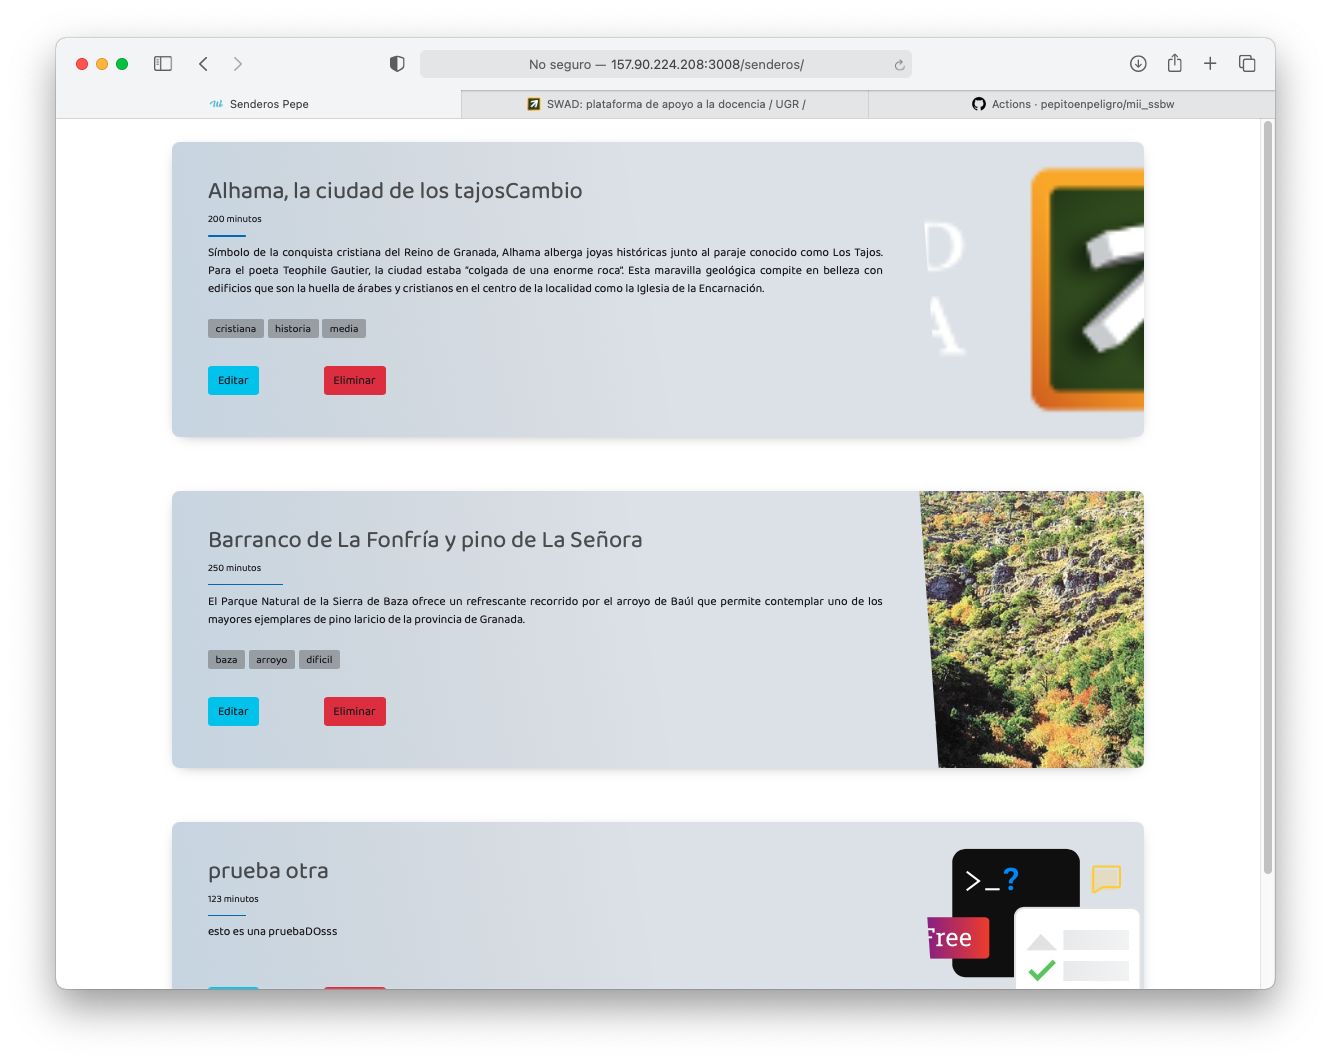 No seguro — 157.90.224.208:3008/senderos/
Senderos Pepe
SWAD: plataforma de apoyo a la docencia / UGR /
Actions · pepitoenpeligro/mii_ssbw
Alhama, la ciudad de los tajosCambio
200 minutos
Símbolo de la conquista cristiana del Reino de Granada, Alhama alberga joyas históricas junto al paraje conocido como Los Tajos.
Para el poeta Teophile Gautier, la ciudad estaba “colgada de una enorme roca”. Esta maravilla geológica compite en belleza con
edificios que son la huella de árabes y cristianos en el centro de la localidad como la Iglesia de la Encarnación.
cristiana historia media
Editar Eliminar
D
A
Barranco de La Fonfría y pino de La Señora
250 minutos
El Parque Natural de la Sierra de Baza ofrece un refrescante recorrido por el arroyo de Baúl que permite contemplar uno de los
mayores ejemplares de pino laricio de la provincia de Granada.
baza arroyo dificil
Editar Eliminar
prueba otra
123 minutos
esto es una pruebaDOsss
>_?
Free